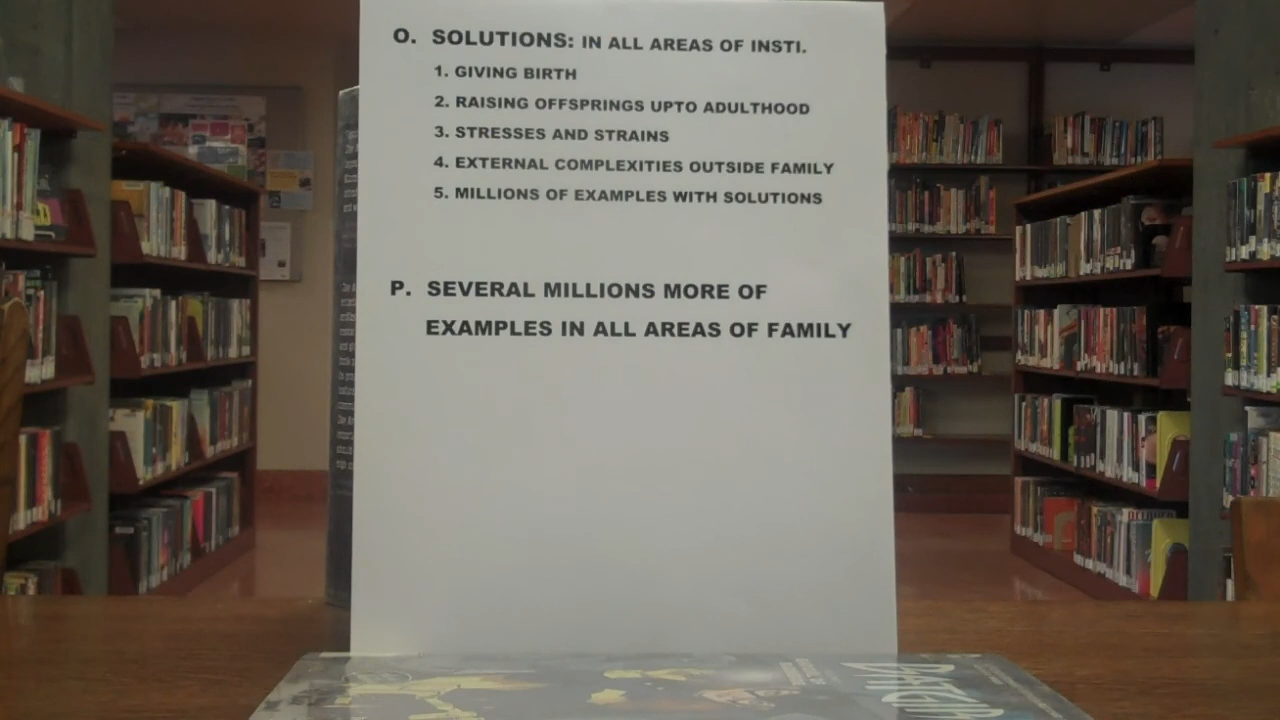 O. SOLUTIONS: IN ALL AREAS OF INSTI.
1. GIVING BIRTH
2. RAISING OFFSPRINGS UPTO ADULTHOOD
3. STRESSES AND STRAINS
4. EXTERNAL COMPLEXITIES OUTSIDE FAMILY
5. MILLIONS OF EXAMPLES WITH SOLUTIONS
P. SEVERAL MILLIONS MORE OF
EXAMPLES IN ALL AREAS OF FAMILY